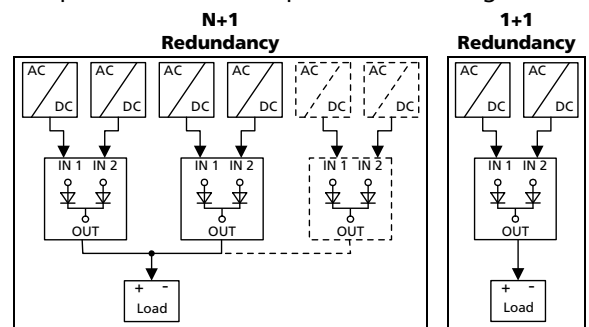 N+1
Redundancy
1+1
Redundancy
AC AC AC AC AC AC AC AC
DC DC DC DC DC DC DC DC
IN 1 IN 2 IN 1 IN 2 IN 1 IN 2 IN 1 IN 2
OUT OUT OUT OUT
+ - + -
Load Load